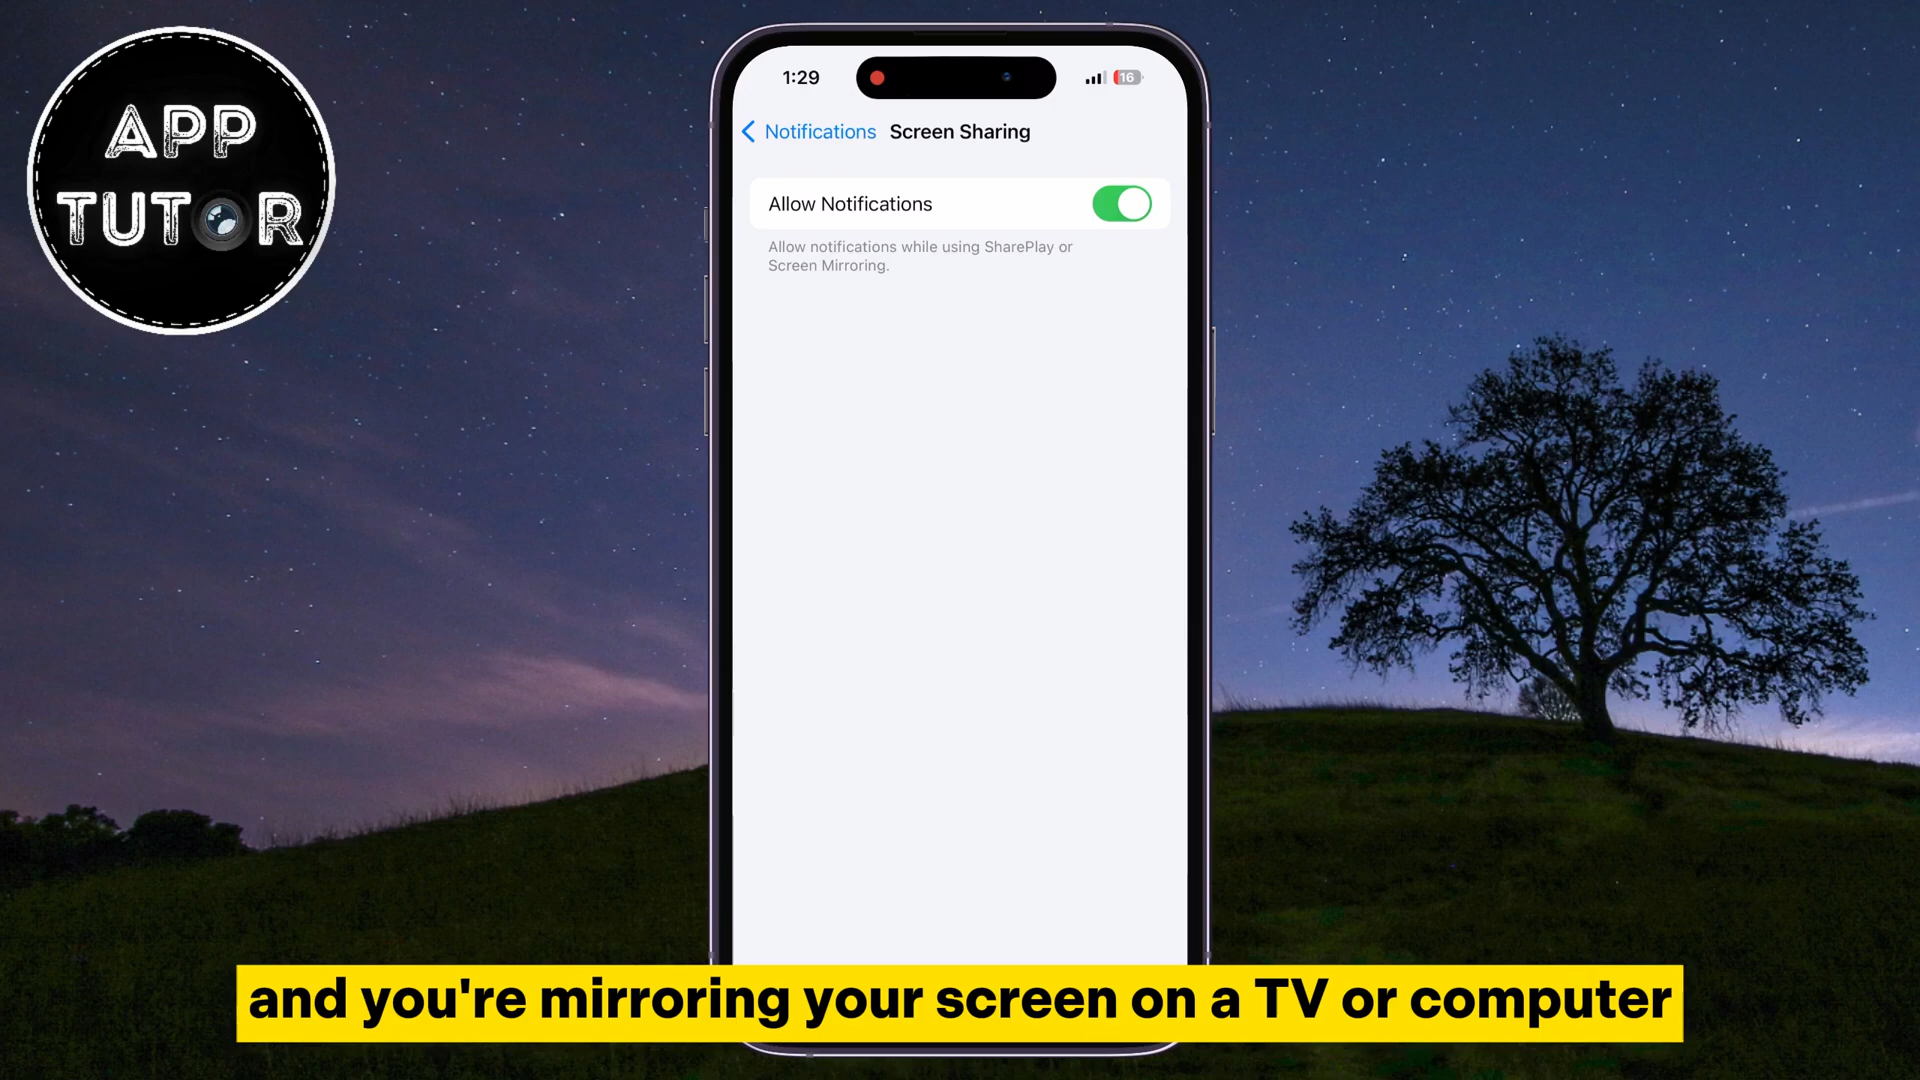 APP
TUTOR
1:29
16
Notifications
Screen Sharing
Allow Notifications
Allow notifications while using SharePlay or
Screen Mirroring.
and you're mirroring your screen on a TV or computer